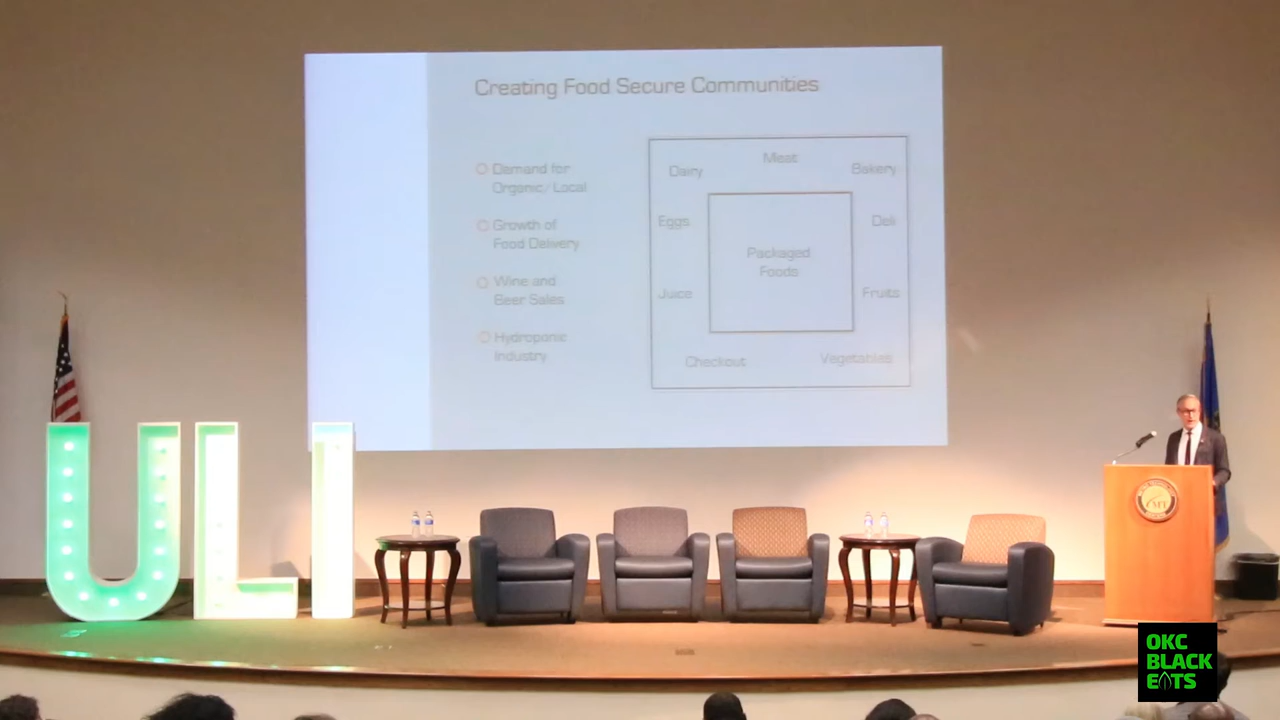 Creating Food Secure Communities
Demand for
Organic / Local
Growth of
Food Delivery
Wine and
Beer Sales
Hydroponic
Industry
Meat
Dairy
Bakery
Eggs
Deli
Packaged
Foods
Juice
Fruits
Checkout
Vegetables
ULI
OKC
BLACK
EATS